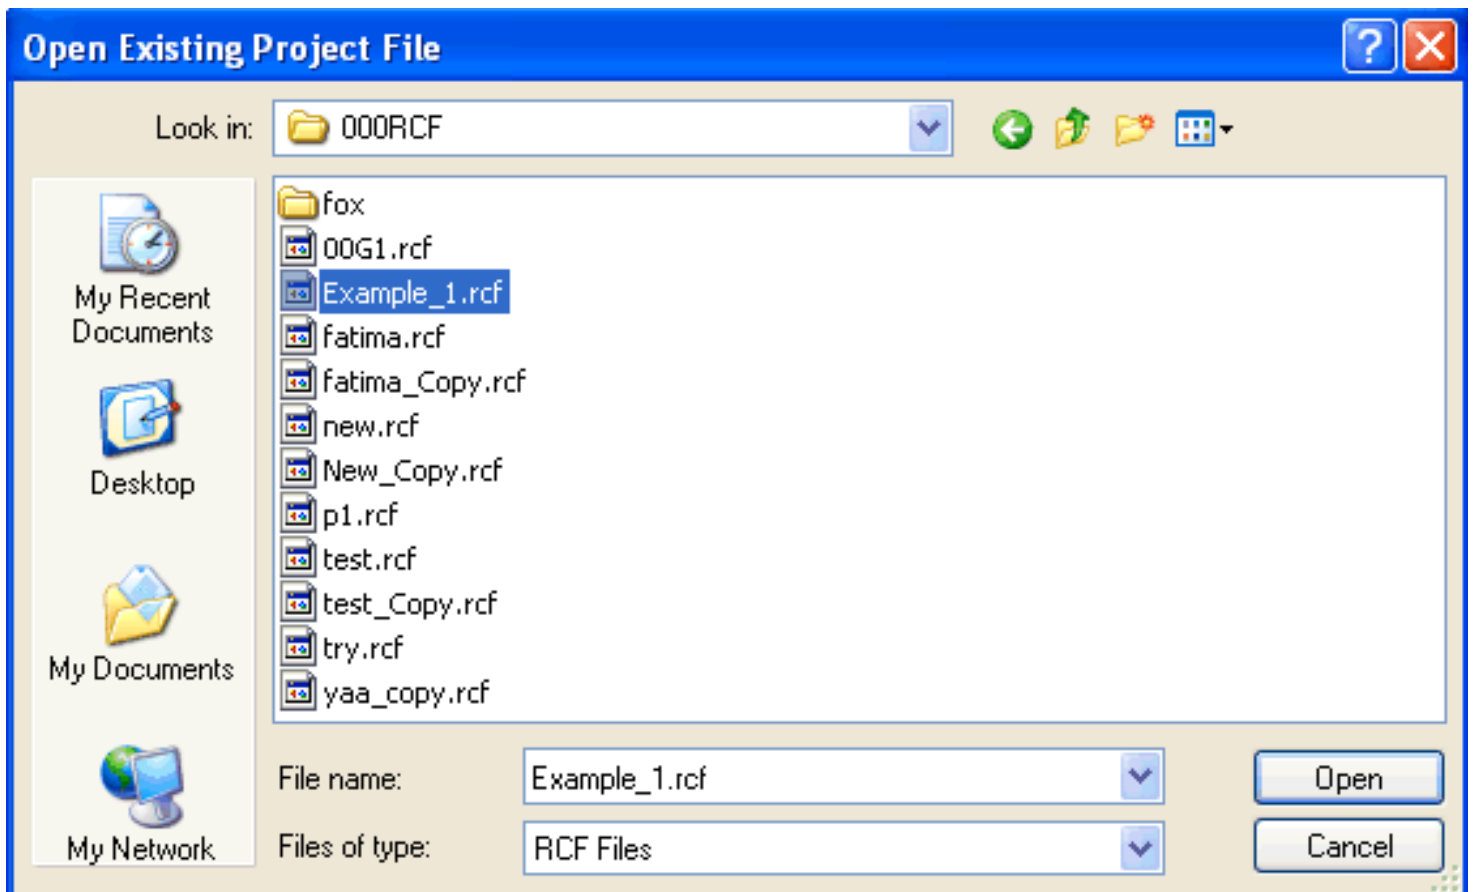 Open Existing Project File
Look in: 000RCF
My Recent
Documents
Desktop
My Documents
My Network
fox
00G1.rcf
Example_1.rcf
fatima.rcf
fatima_Copy.rcf
new.rcf
New_Copy.rcf
p1.rcf
test.rcf
test_Copy.rcf
try.rcf
yaa_copy.rcf
File name: Example_1.rcf Open
Files of type: RCF Files Cancel